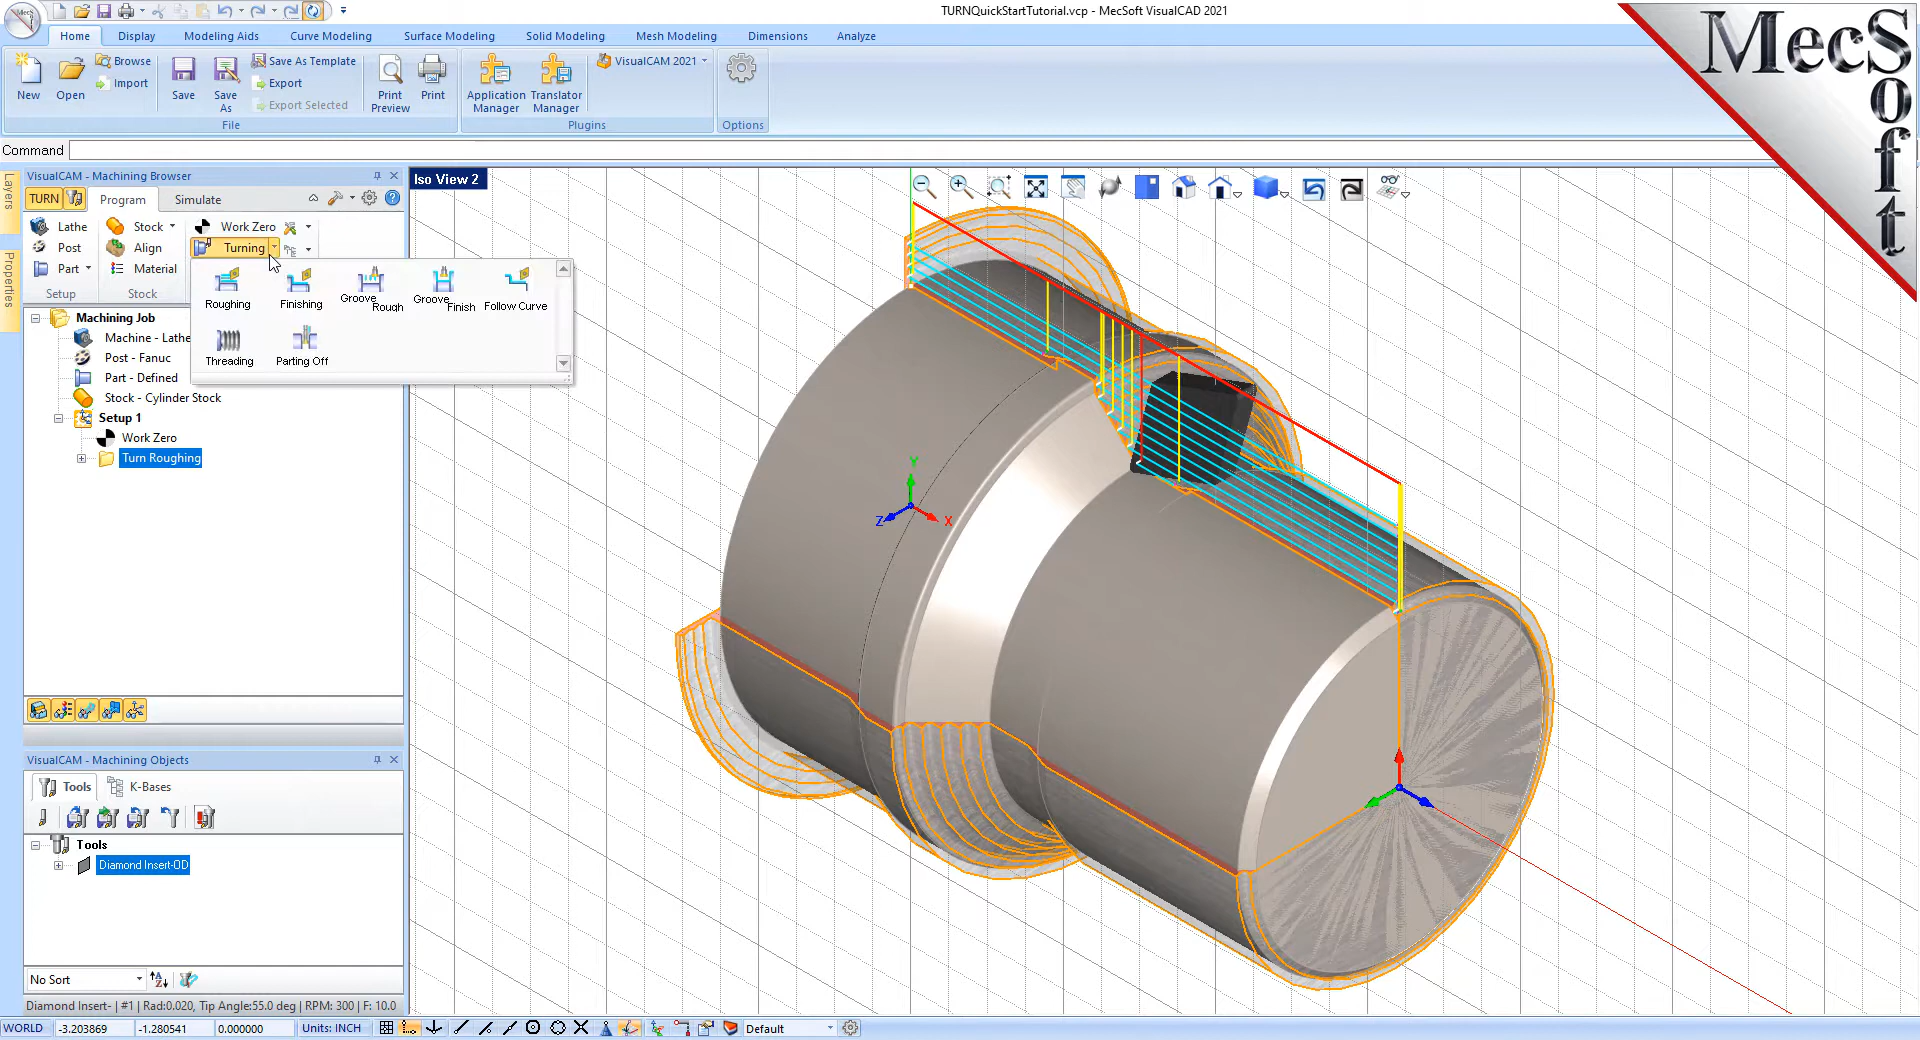 TURNQuickStartTutorial.vcp - MecSoft VisualCAD 2021
MecSoft
Home Display Modeling Aids Curve Modeling Surface Modeling Solid Modeling Mesh Modeling Dimensions Analyze
New
Open
Browse
Import
Save
Save As
Save As Template
Export
Export Selected
Print Preview
Print
Application Manager
Translator Manager
VisualCAM 2021
File Plugins Options
Command
Layers
Properties
VisualCAM - Machining Browser
TURN Program Simulate
Lathe Stock Work Zero
Post Align Turning
Part Material
Setup Stock
Roughing Finishing Groove Rough Groove Finish Follow Curve
Threading Parting Off
Machining Job
Machine - Lathe
Post - Fanuc
Part - Defined
Stock - Cylinder Stock
Setup 1
Work Zero
Turn Roughing
Iso View 2
Y
Z X
VisualCAM - Machining Objects
Tools K-Bases
Tools
Diamond Insert-OD
No Sort
Diamond Insert- | #1 | Rad:0.020, Tip Angle:55.0 deg | RPM: 300 | F: 10.0
WORLD -3.203869 -1.280541 0.000000 Units: INCH Default